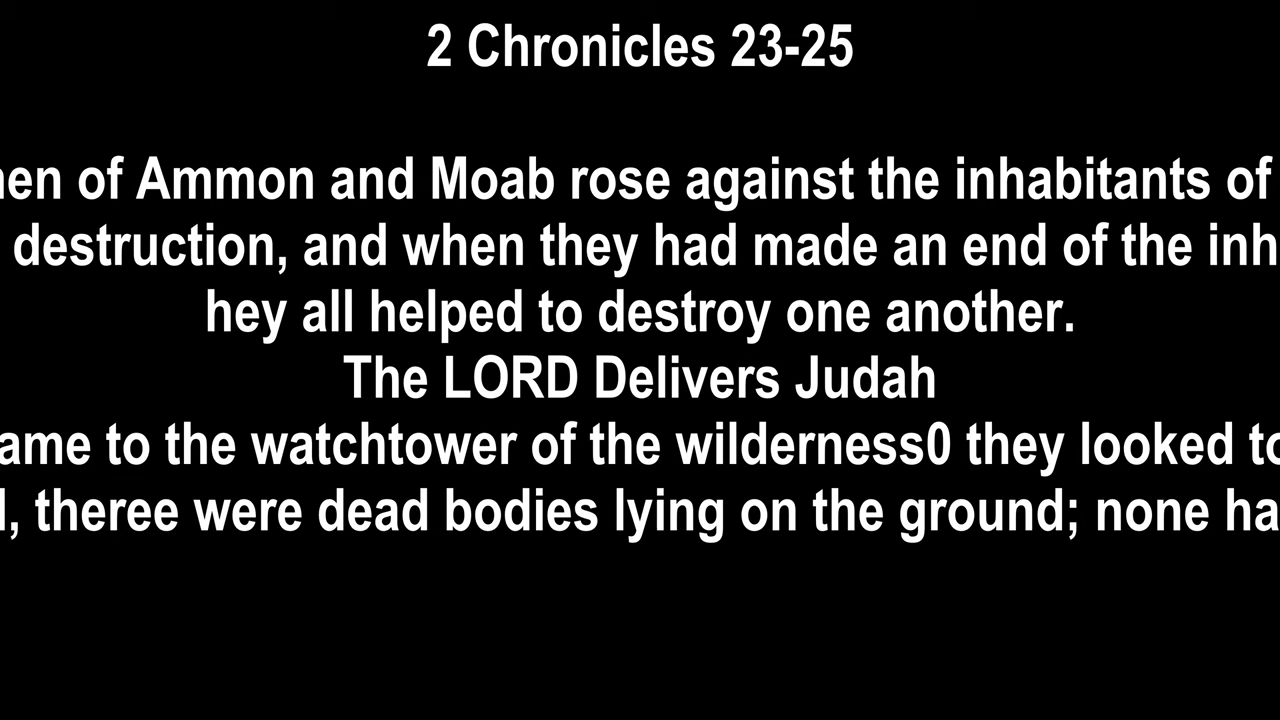 2 Chronicles 23-25
hen of Ammon and Moab rose against the inhabitants of
destruction, and when they had made an end of the inh
hey all helped to destroy one another.
The LORD Delivers Judah
ame to the watchtower of the wilderness0 they looked to
, theree were dead bodies lying on the ground; none ha